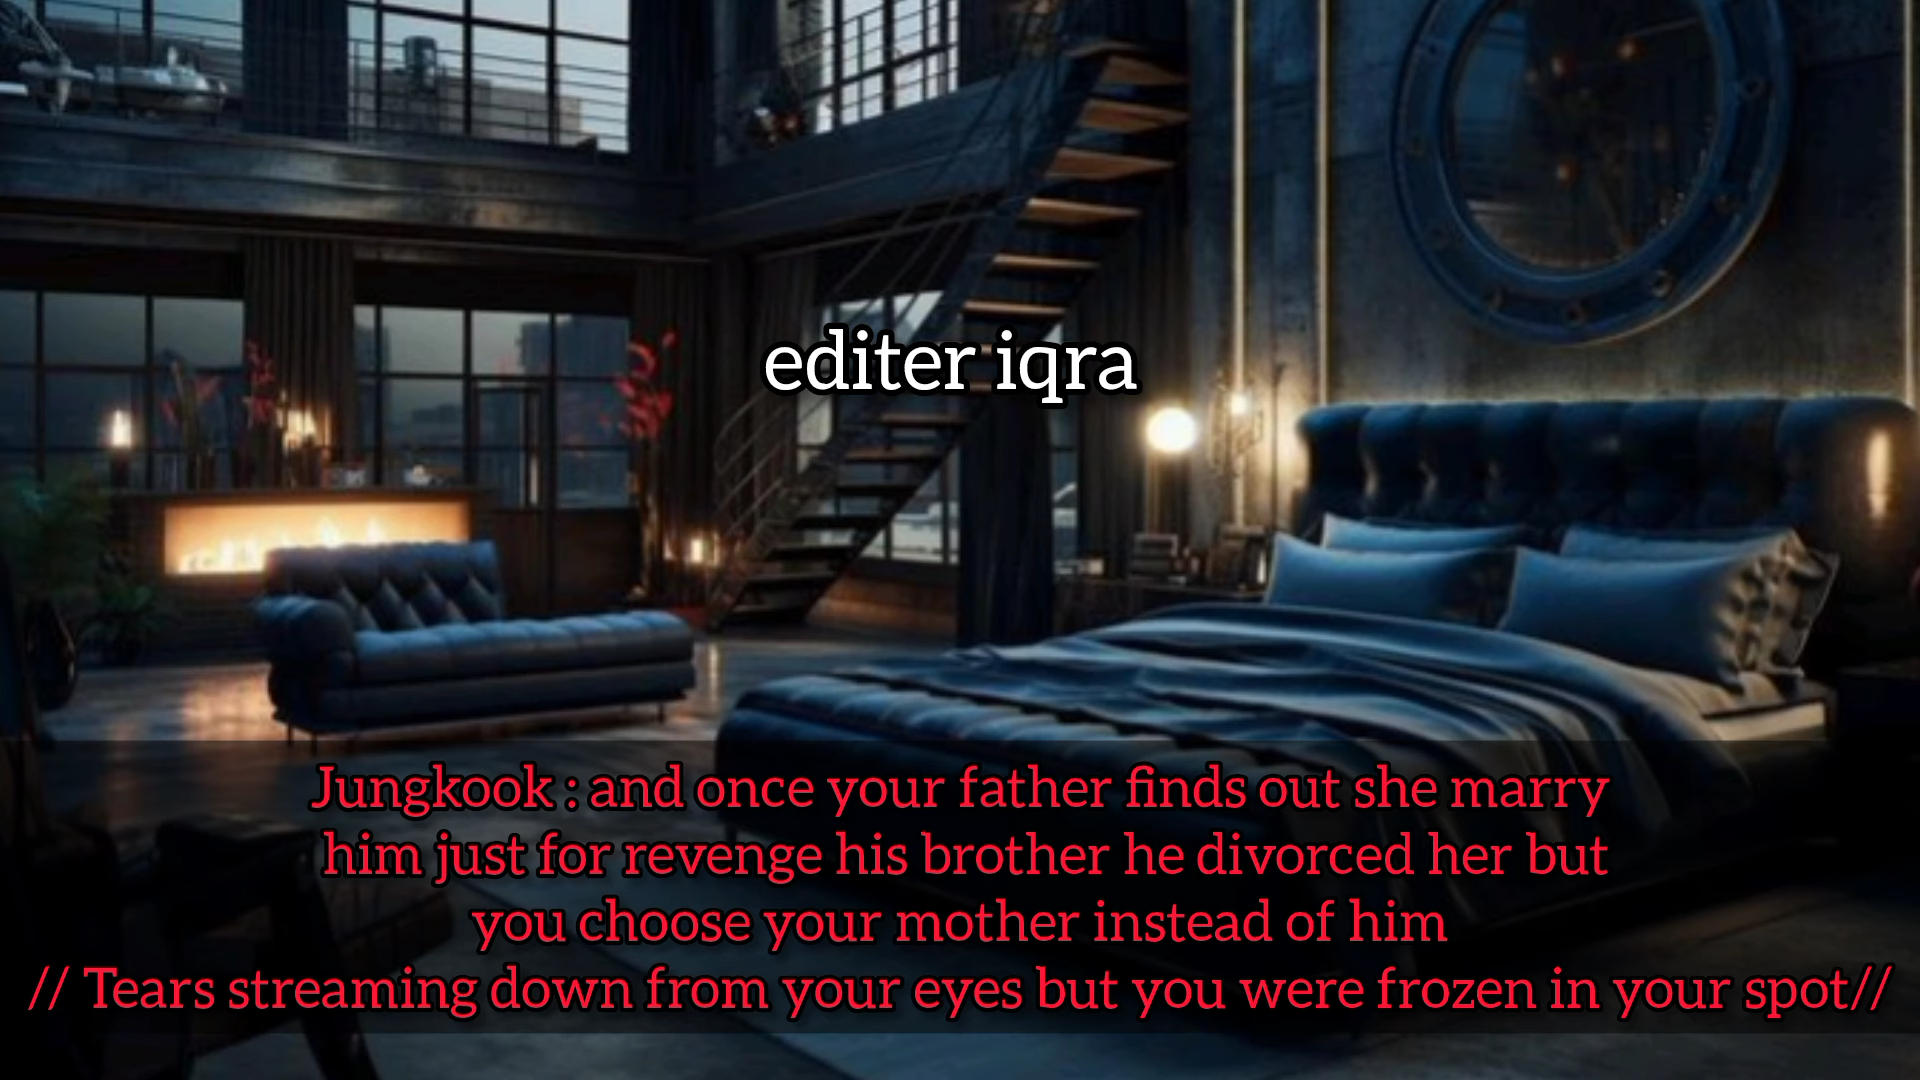 editer iqra
Jungkook : and once your father finds out she marry
him just for revenge his brother he divorced her but
you choose your mother instead of him
// Tears streaming down from your eyes but you were frozen in your spot//